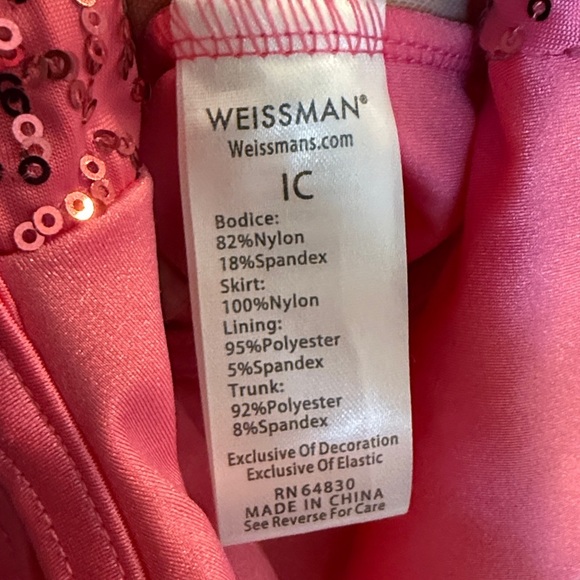 WEISSMAN®
Weissmans.com
IC
Bodice:
82%Nylon
18%Spandex
Skirt:
100%Nylon
Lining:
95%Polyester
5%Spandex
Trunk:
92%Polyester
8%Spandex
Exclusive Of Decoration
Exclusive Of Elastic
RN 64830
MADE IN CHINA
See Reverse For Care